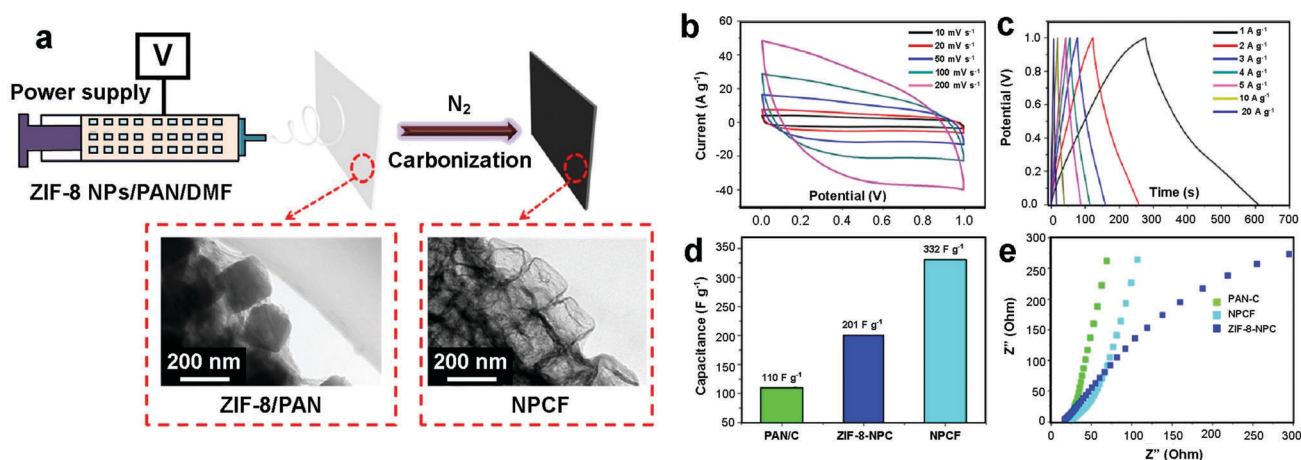 a
V
Power supply
ZIF-8 NPs/PAN/DMF
N2
Carbonization
200 nm
ZIF-8/PAN
200 nm
NPCF
b
Current (A g-1)
60
40
20
0
-20
-40
10 mV s-1
20 mV s-1
50 mV s-1
100 mV s-1
200 mV s-1
Potential (V)
0.0 0.2 0.4 0.6 0.8 1.0
c
Potential (V)
1.0
0.8
0.6
0.4
0.2
0.0
1 A g-1
2 A g-1
3 A g-1
4 A g-1
5 A g-1
10 A g-1
20 A g-1
Time (s)
0 100 200 300 400 500 600 700
d
Capacitance (F g-1)
350
300
250
200
150
100
50
0
110 F g-1
201 F g-1
332 F g-1
PAN/C ZIF-8-NPC NPCF
e
Z" (Ohm)
300
250
200
150
100
50
0
PAN-C
NPCF
ZIF-8-NPC
0 50 100 150 200 250 300
Z" (Ohm)